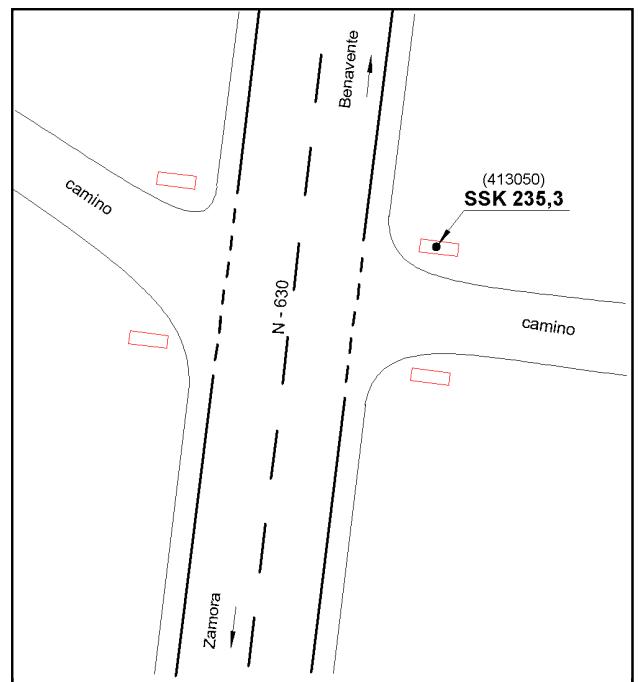 Benavente
camino
(413050)
SSK 235,3
N - 630
camino
Zamora